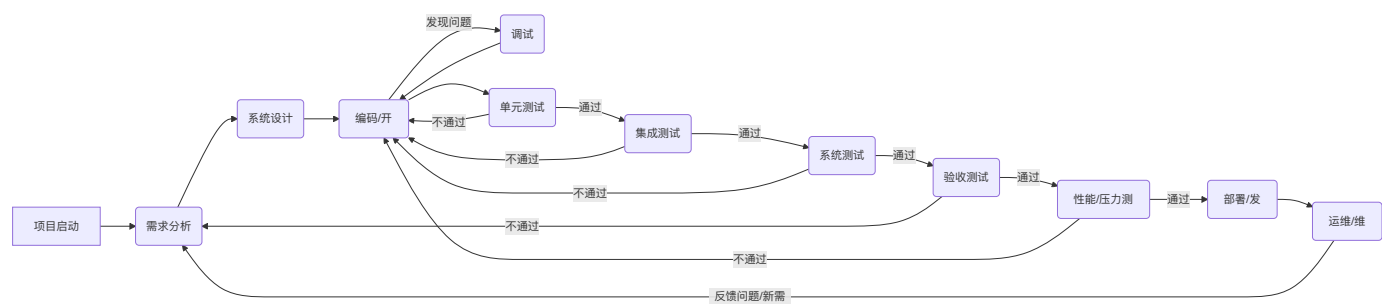 发现问题
调试
系统设计
编码/开
单元测试
通过
不通过
集成测试
通过
不通过
系统测试
通过
不通过
验收测试
通过
不通过
性能/压力测
通过
不通过
部署/发
运维/维
项目启动
需求分析
反馈问题/新需